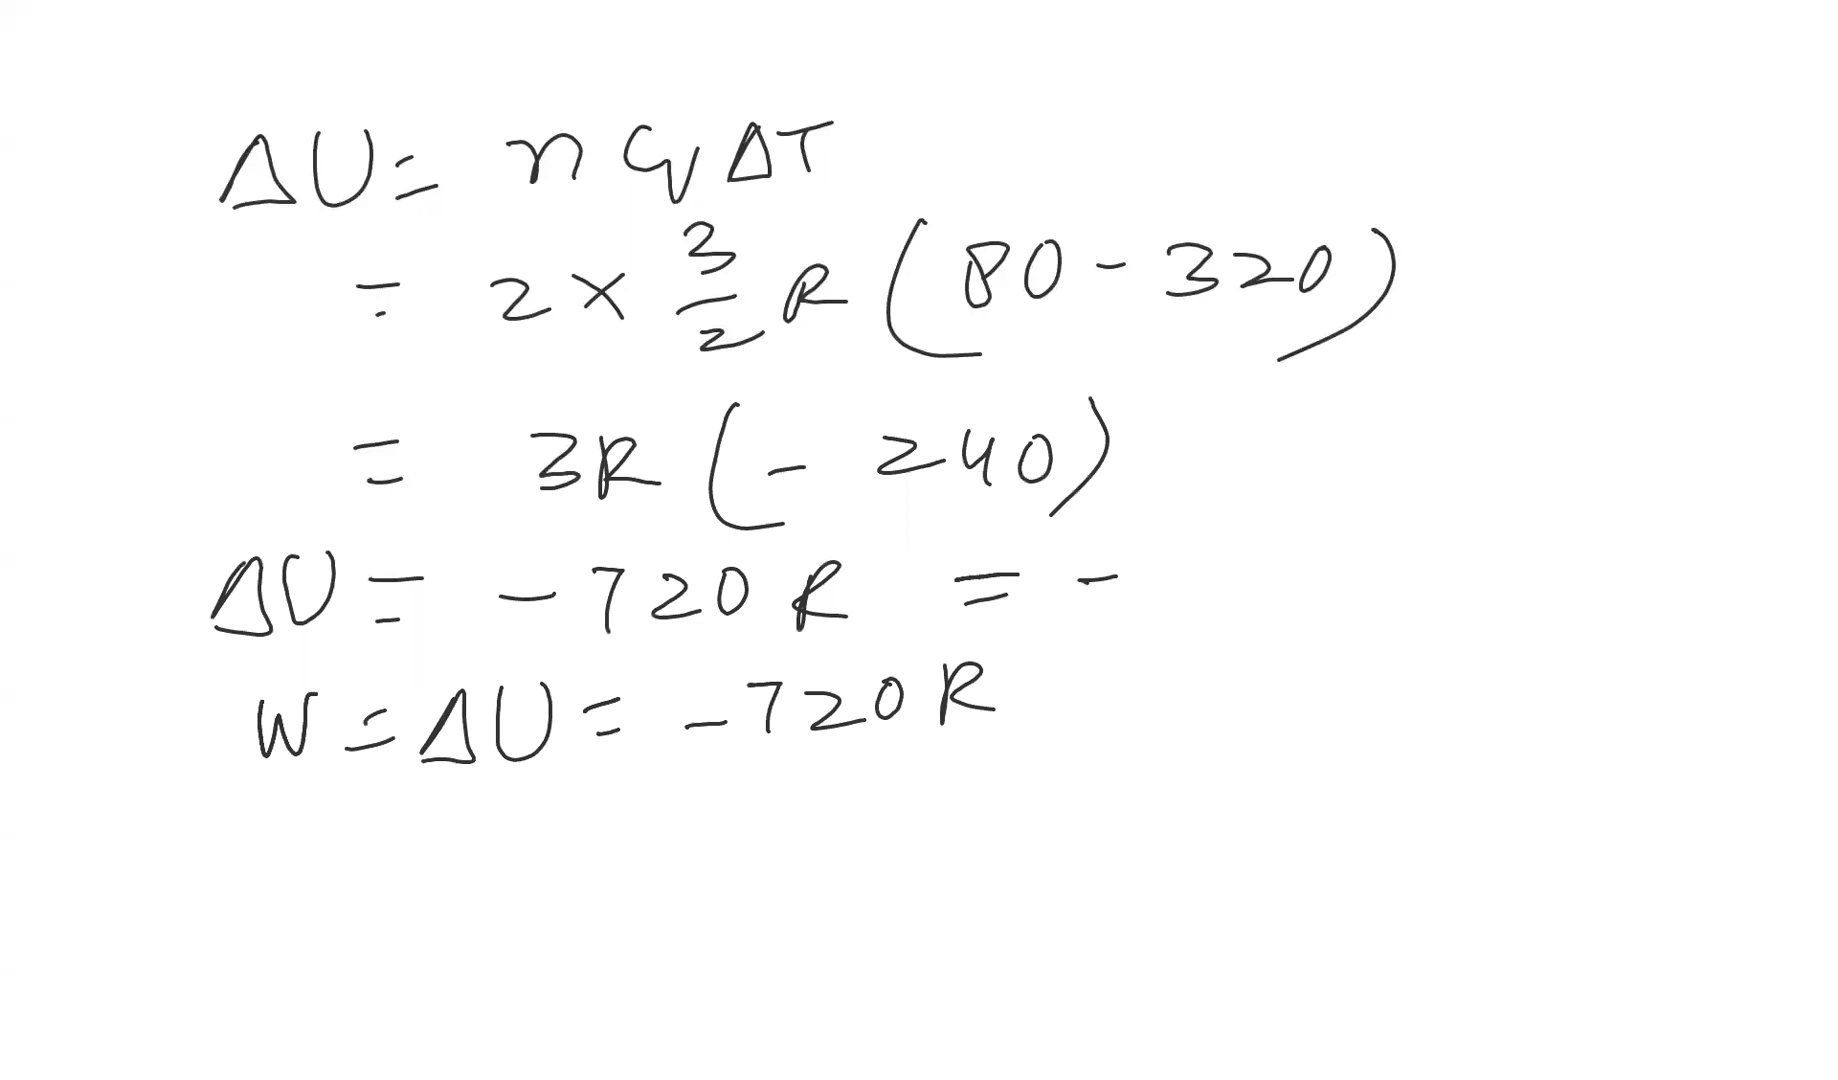 ΔU = n Cv ΔT
= 2 × 3/2 R (80 - 320)
= 3R (- 240)
ΔU = - 720 R = -
W = ΔU = - 720 R